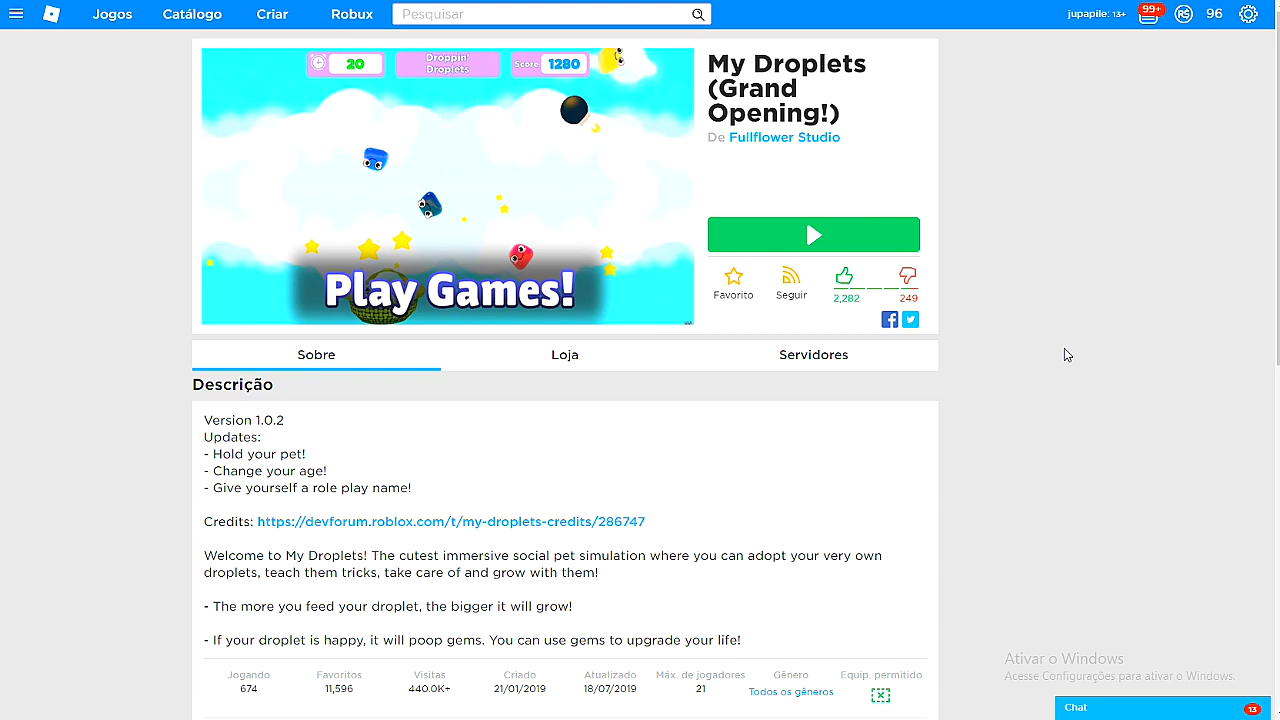 Jogos Catálogo Criar Robux Pesquisar jupapile: 13+ 99+ 96
20 Droppin' Droplets Score 1280
Play Games!
My Droplets
(Grand
Opening!)
De Fullflower Studio
Favorito Seguir 2,282 249
Sobre Loja Servidores
Descrição
Version 1.0.2
Updates:
- Hold your pet!
- Change your age!
- Give yourself a role play name!
Credits: https://devforum.roblox.com/t/my-droplets-credits/286747
Welcome to My Droplets! The cutest immersive social pet simulation where you can adopt your very own
droplets, teach them tricks, take care of and grow with them!
- The more you feed your droplet, the bigger it will grow!
- If your droplet is happy, it will poop gems. You can use gems to upgrade your life!
Jogando Favoritos Visitas Criado Atualizado Máx. de jogadores Gênero Equip. permitido
674 11,596 440.0K+ 21/01/2019 18/07/2019 21 Todos os gêneros
Ativar o Windows
Acesse Configurações para ativar o Windows.
Chat 13